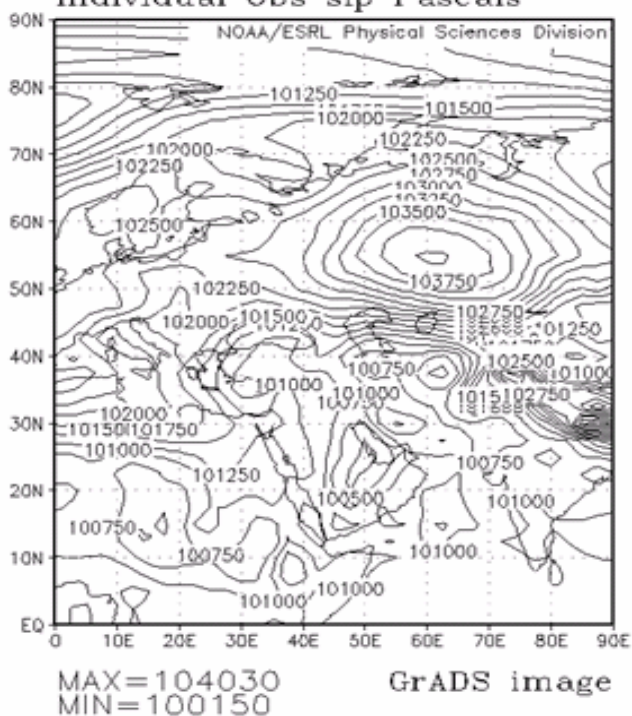 Individual Obs slp Pascals
NOAA/ESRL Physical Sciences Division
90N
80N
101250
101500
102000
102250
70N
102000
102250
102500
102750
103000
103250
60N
102500
103500
103750
50N
102250
102000
101500
102750
101250
40N
100750
102500
101000
101000
101000
102750
30N
102000
101500
101750
101000
101250
100750
20N
100500
101000
100750
100750
101000
10N
101000
101000
EQ
0 10E 20E 30E 40E 50E 60E 70E 80E 90E
MAX=104030
MIN=100150
GrADS image